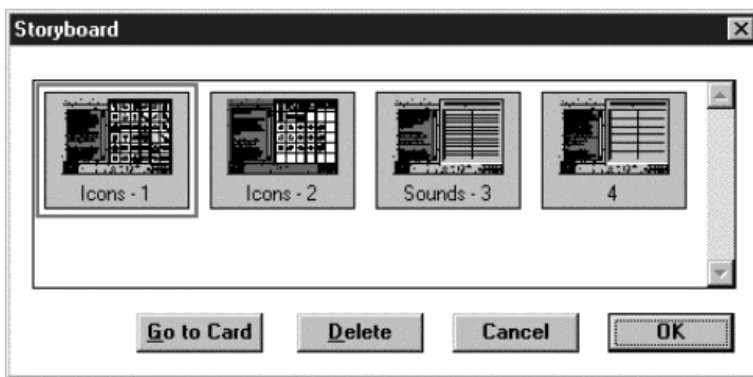 Storyboard
Icons - 1
Icons - 2
Sounds - 3
4
Go to Card
Delete
Cancel
OK